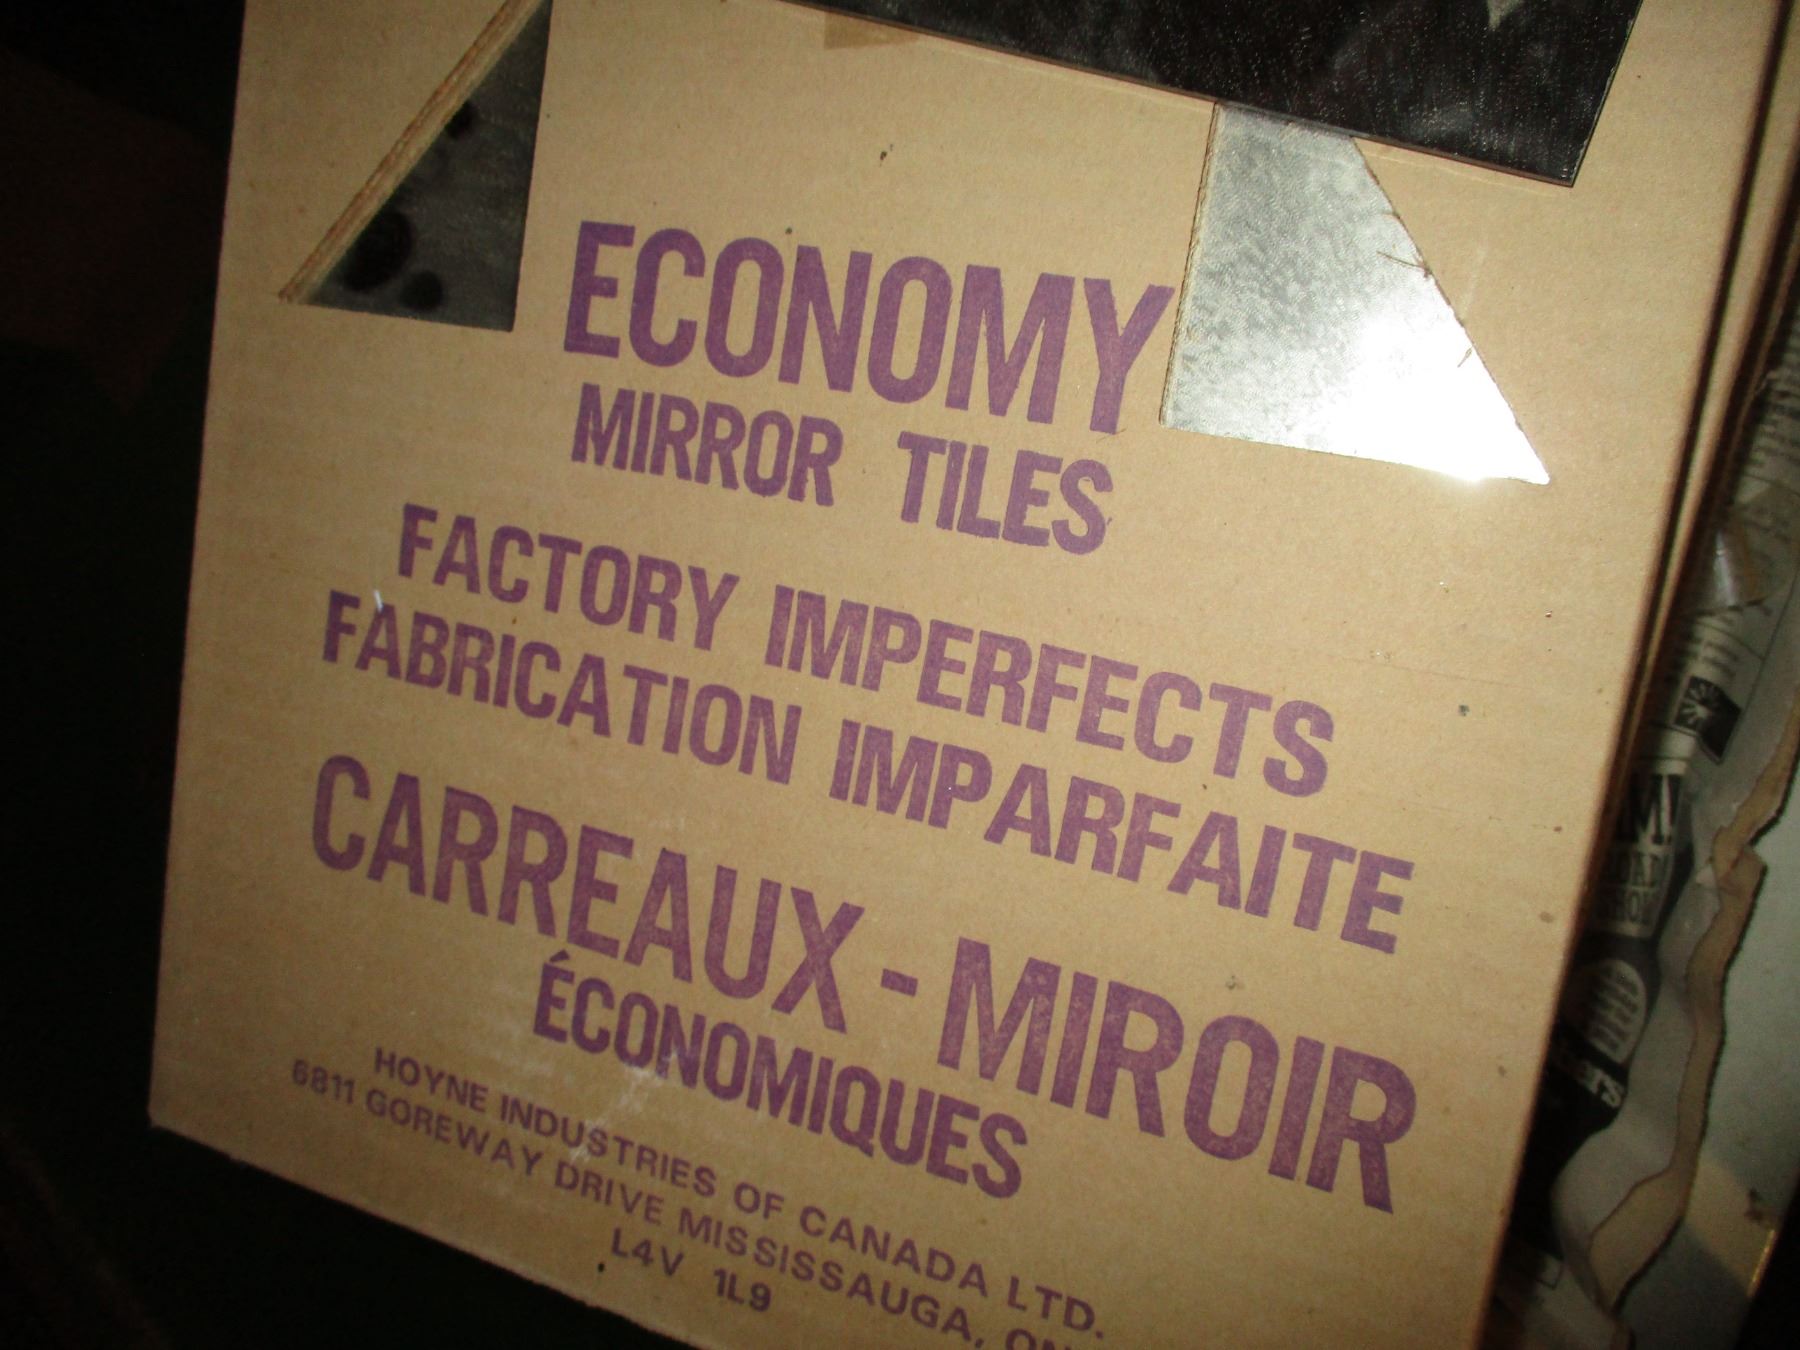 ECONOMY
MIRROR TILES
FACTORY IMPERFECTS
FABRICATION IMPARFAITE
CARREAUX - MIROIR
ÉCONOMIQUES
HOYNE INDUSTRIES OF CANADA LTD.
6811 GOREWAY DRIVE MISSISSAUGA,
L4V 1L9